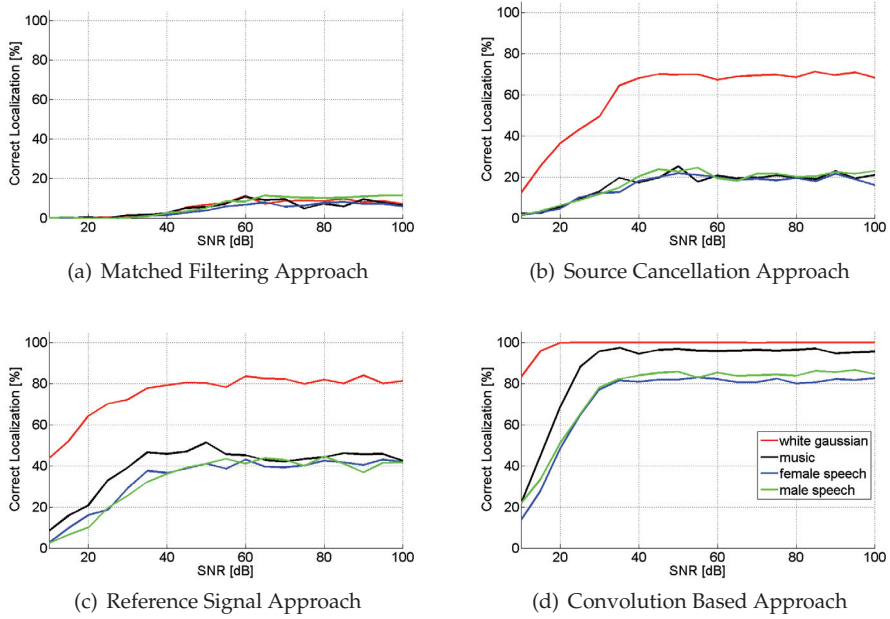 100
80
60
40
20
0
Correct Localization [%]
20 40 60 80 100
SNR [dB]
(a) Matched Filtering Approach
100
80
60
40
20
0
Correct Localization [%]
20 40 60 80 100
SNR [dB]
(b) Source Cancellation Approach
100
80
60
40
20
0
Correct Localization [%]
20 40 60 80 100
SNR [dB]
(c) Reference Signal Approach
100
80
60
40
20
0
Correct Localization [%]
20 40 60 80 100
SNR [dB]
white gaussian
music
female speech
male speech
(d) Convolution Based Approach